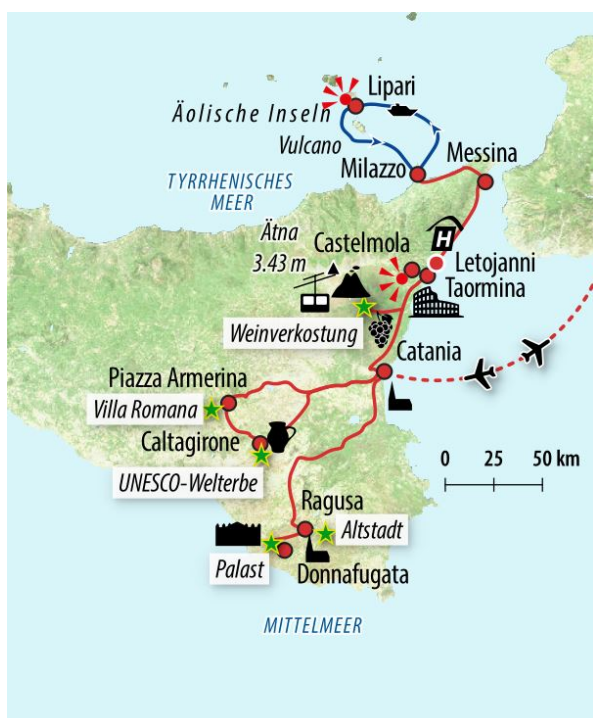 Lipari
Äolische Inseln
Vulcano
Milazzo
Messina
TYRRHENISCHES
MEER
Ätna
3.43 m
Castelmola
H
Letojanni
Taormina
Weinverkostung
Catania
Piazza Armerina
Villa Romana
Caltagirone
UNESCO-Welterbe
0 25 50 km
Ragusa
Altstadt
Palast
Donnafugata
MITTELMEER